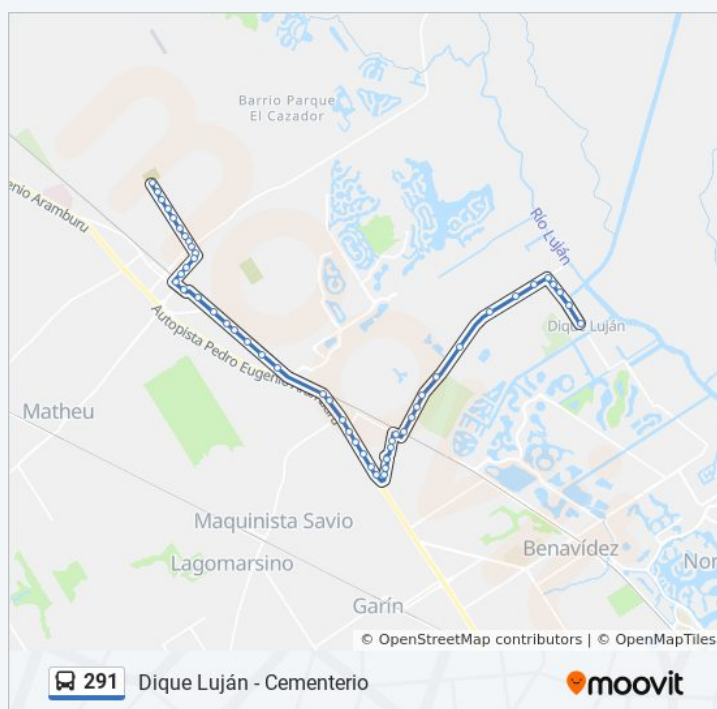 Barrio Parque
El Cazador
enio Aramburu
Río Luján
Dique Luján
Autopista Pedro Eugenio Aramburu
Matheu
Maquinista Savio
Lagomarsino
Benavídez
Nor
Garín
© OpenStreetMap contributors | © OpenMapTiles
291 Dique Luján - Cementerio
moovit